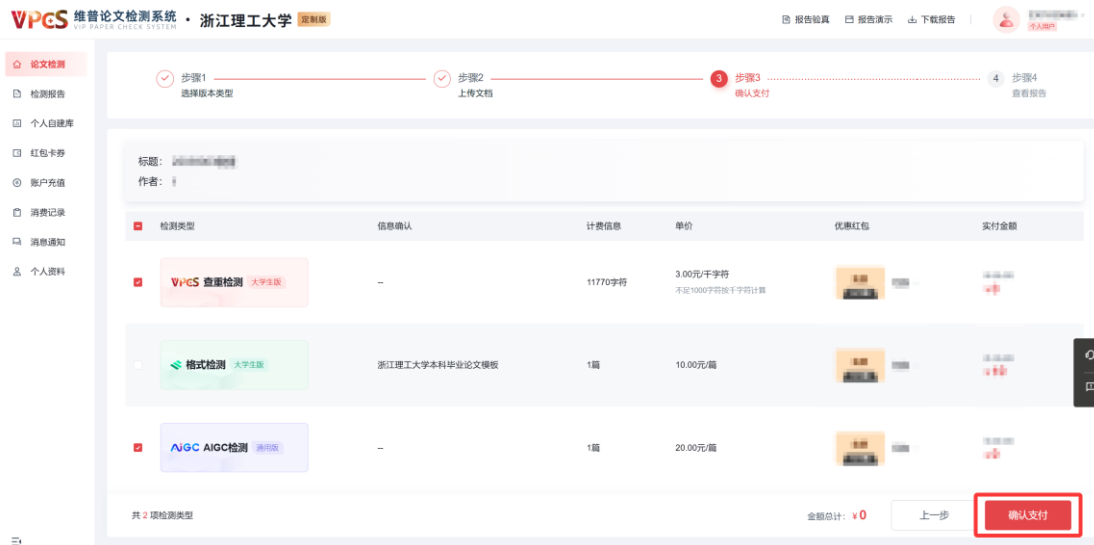 VPCS 维普论文检测系统 · 浙江理工大学 定制版
VIP PAPER CHECK SYSTEM
报告验真 报告演示 下载报告
个人用户
论文检测
检测报告
个人自建库
红包卡券
账户充值
消费记录
消息通知
个人资料
步骤1
选择版本类型
步骤2
上传文档
3 步骤3
确认支付
4 步骤4
查看报告
标题：
作者：
检测类型 信息确认 计费信息 单价 优惠红包 实付金额
VPCS 查重检测 大学生版 -- 11770字符 3.00元/千字符
不足1000字符按千字符计算
格式检测 大学生版 浙江理工大学本科毕业论文模板 1篇 10.00元/篇
AIGC AIGC检测 通用版 -- 1篇 20.00元/篇
共 2 项检测类型 金额总计： ¥0 上一步 确认支付